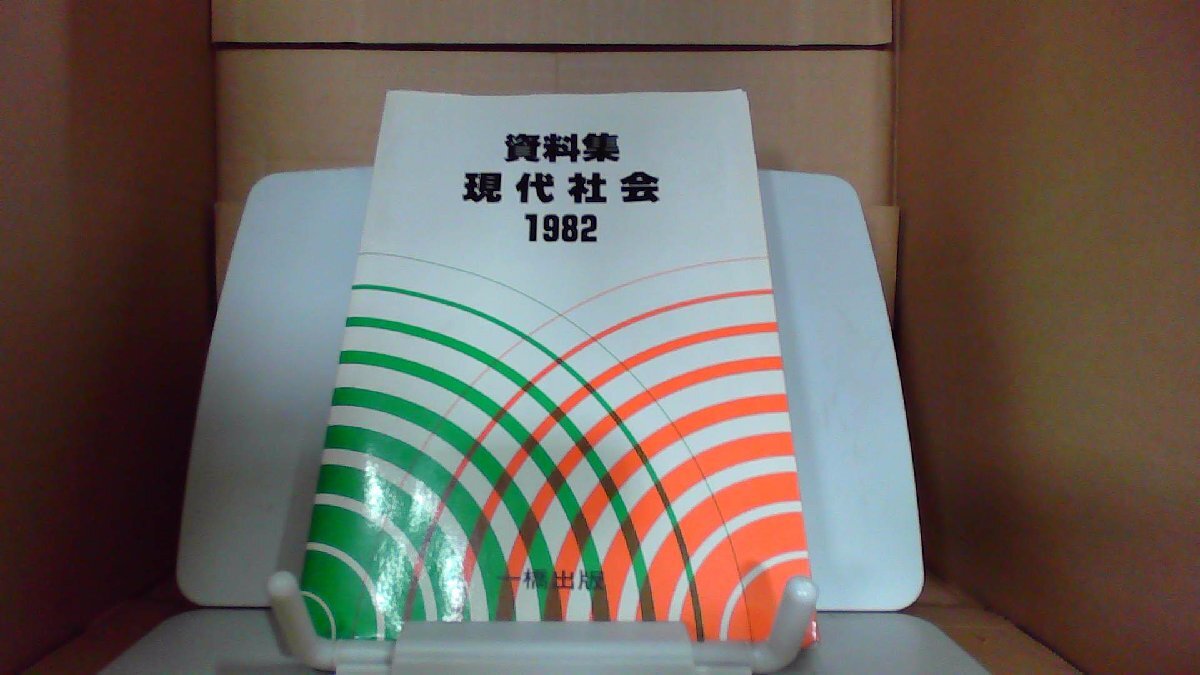 資料集
現代社会
1982
一橋出版